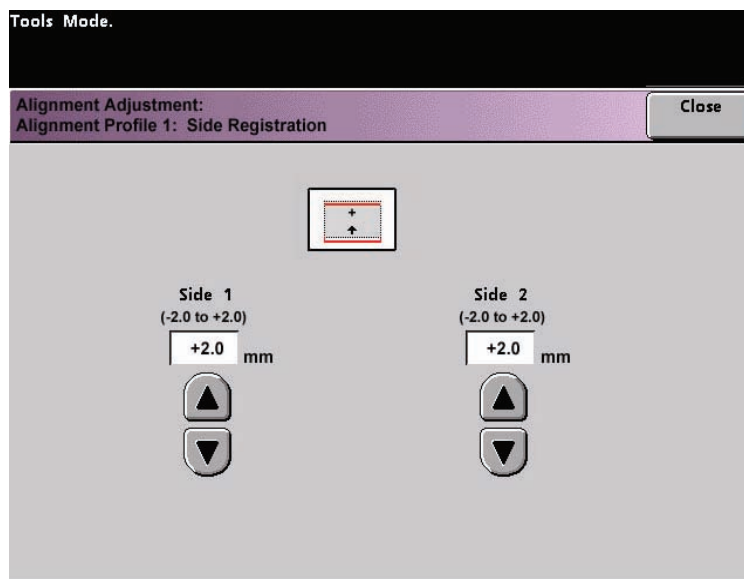 Tools Mode.
Alignment Adjustment:
Alignment Profile 1: Side Registration
Close
+
Side 1
(-2.0 to +2.0)
+2.0 mm
Side 2
(-2.0 to +2.0)
+2.0 mm